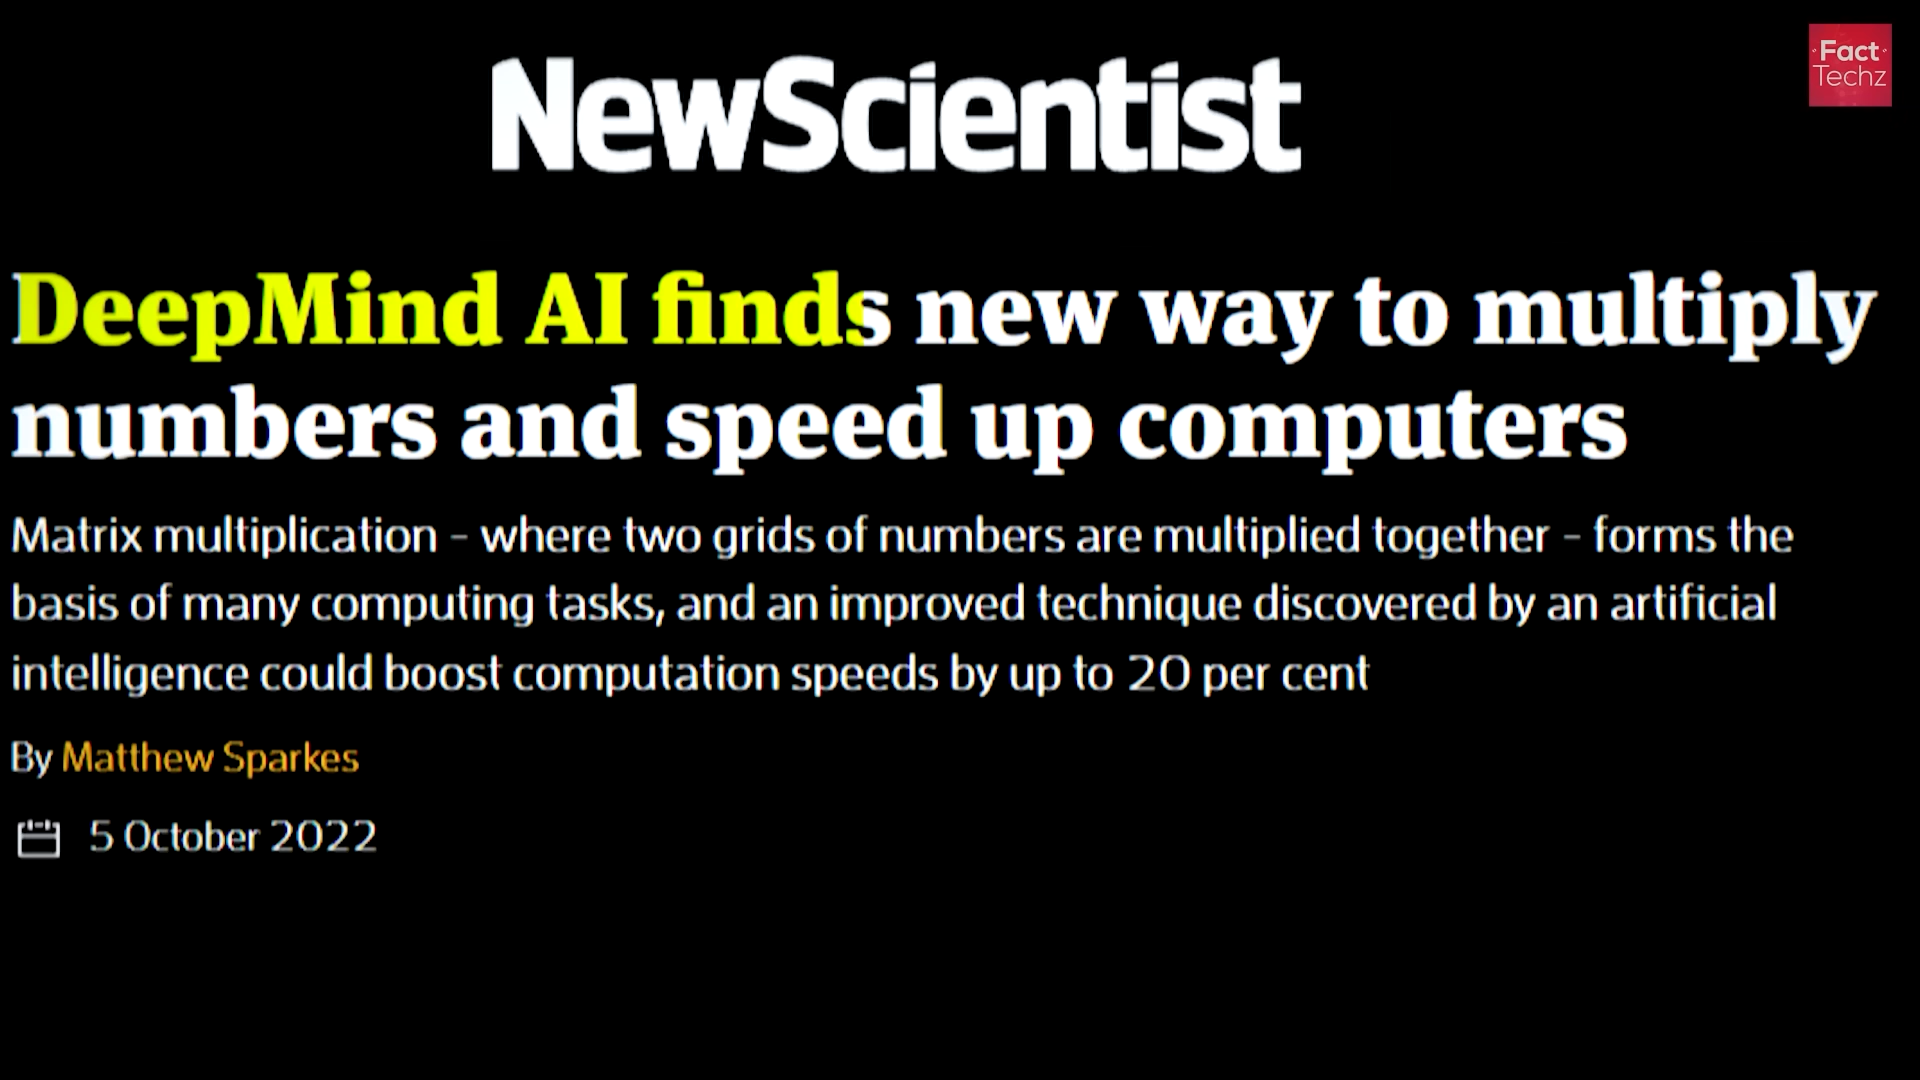 Fact
Techz
NewScientist
DeepMind AI finds new way to multiply
numbers and speed up computers
Matrix multiplication – where two grids of numbers are multiplied together – forms the
basis of many computing tasks, and an improved technique discovered by an artificial
intelligence could boost computation speeds by up to 20 per cent
By Matthew Sparkes
5 October 2022